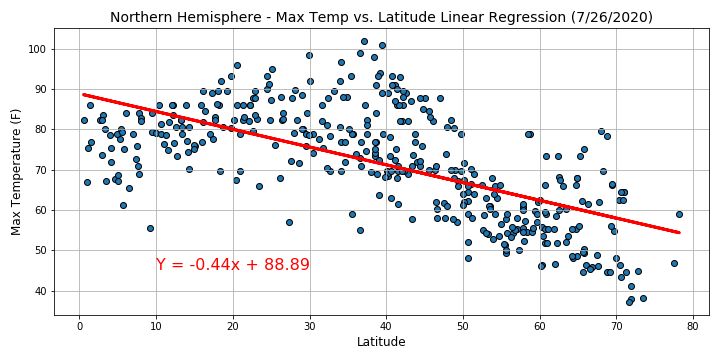 Northern Hemisphere - Max Temp vs. Latitude Linear Regression (7/26/2020)
Max Temperature (F)
100
90
80
70
60
50
40
Y = -0.44x + 88.89
0 10 20 30 40 50 60 70 80
Latitude